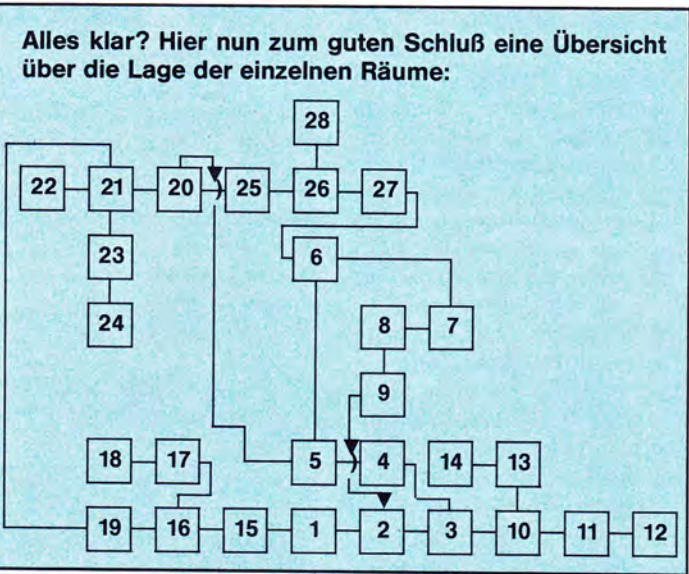 Alles klar? Hier nun zum guten Schluß eine Übersicht
über die Lage der einzelnen Räume:
28
22 21 20 25 26 27
23 6
24 8 7
9
18 17 5 4 14 13
19 16 15 1 2 3 10 11 12